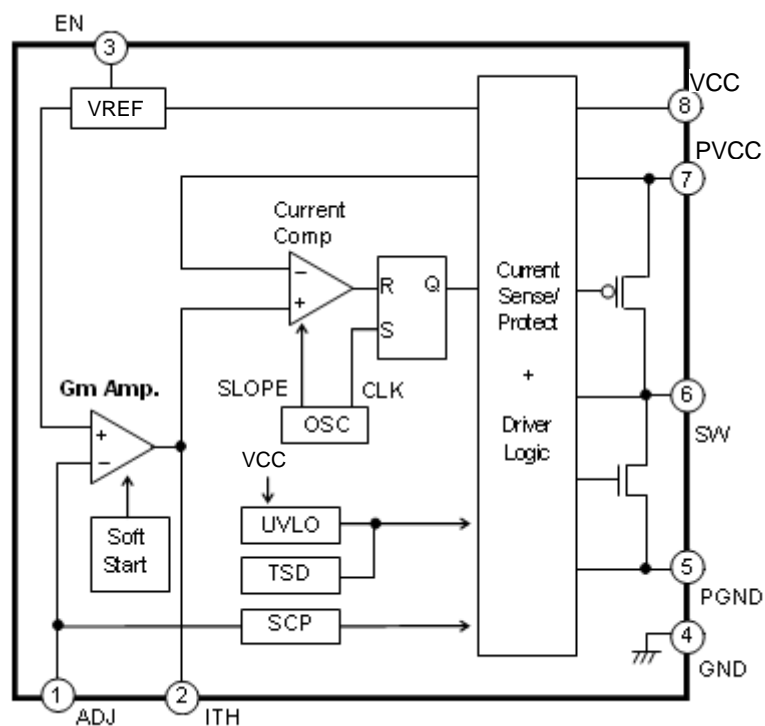 EN
3
VCC
VREF
8
PVCC
7
Current
Comp
−
+
R
Q
S
Current
Sense/
Protect
+
Driver
Logic
SLOPE
CLK
OSC
6
SW
Gm Amp.
+
−
VCC
UVLO
Soft
Start
TSD
SCP
5
PGND
4
GND
1
ADJ
2
ITH